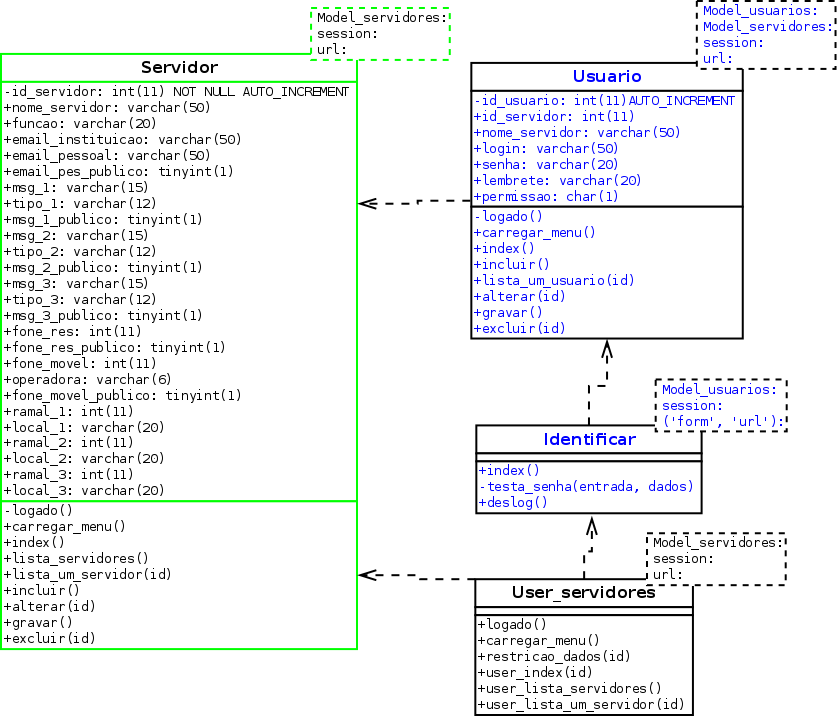 Model_servidores:
session:
url:
Servidor
-id_servidor: int(11) NOT NULL AUTO_INCREMENT
+nome_servidor: varchar(50)
+funcao: varchar(20)
+email_instituicao: varchar(50)
+email_pessoal: varchar(50)
+email_pes_publico: tinyint(1)
+msg_1: varchar(15)
+tipo_1: varchar(12)
+msg_1_publico: tinyint(1)
+msg_2: varchar(15)
+tipo_2: varchar(12)
+msg_2_publico: tinyint(1)
+msg_3: varchar(15)
+tipo_3: varchar(12)
+msg_3_publico: tinyint(1)
+fone_res: int(11)
+fone_res_publico: tinyint(1)
+fone_movel: int(11)
+operadora: varchar(6)
+fone_movel_publico: tinyint(1)
+ramal_1: int(11)
+local_1: varchar(20)
+ramal_2: int(11)
+local_2: varchar(20)
+ramal_3: int(11)
+local_3: varchar(20)
-logado()
+carregar_menu()
+index()
+lista_servidores()
+lista_um_servidor(id)
+incluir()
+alterar(id)
+gravar()
+excluir(id)
Model_usuarios:
Model_servidores:
session:
url:
Usuario
-id_usuario: int(11)AUTO_INCREMENT
+id_servidor: int(11)
+nome_servidor: varchar(50)
+login: varchar(50)
+senha: varchar(20)
+lembrete: varchar(20)
+permissao: char(1)
-logado()
+carregar_menu()
+index()
+incluir()
+lista_um_usuario(id)
+alterar(id)
+gravar()
+excluir(id)
Model_usuarios:
session:
('form', 'url'):
Identificar
+index()
-testa_senha(entrada, dados)
+deslog()
Model_servidores:
session:
url:
User_servidores
+logado()
+carregar_menu()
+restricao_dados(id)
+user_index(id)
+user_lista_servidores()
+user_lista_um_servidor(id)